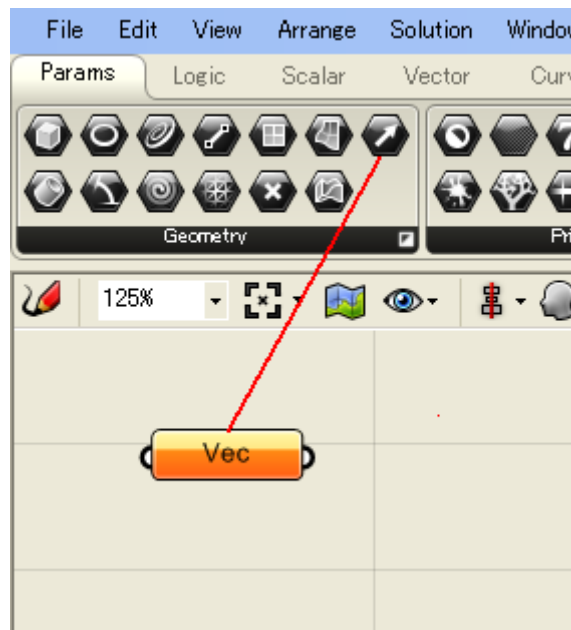 File Edit View Arrange Solution
Params Logic Scalar Vector
Geometry
125%
Vec